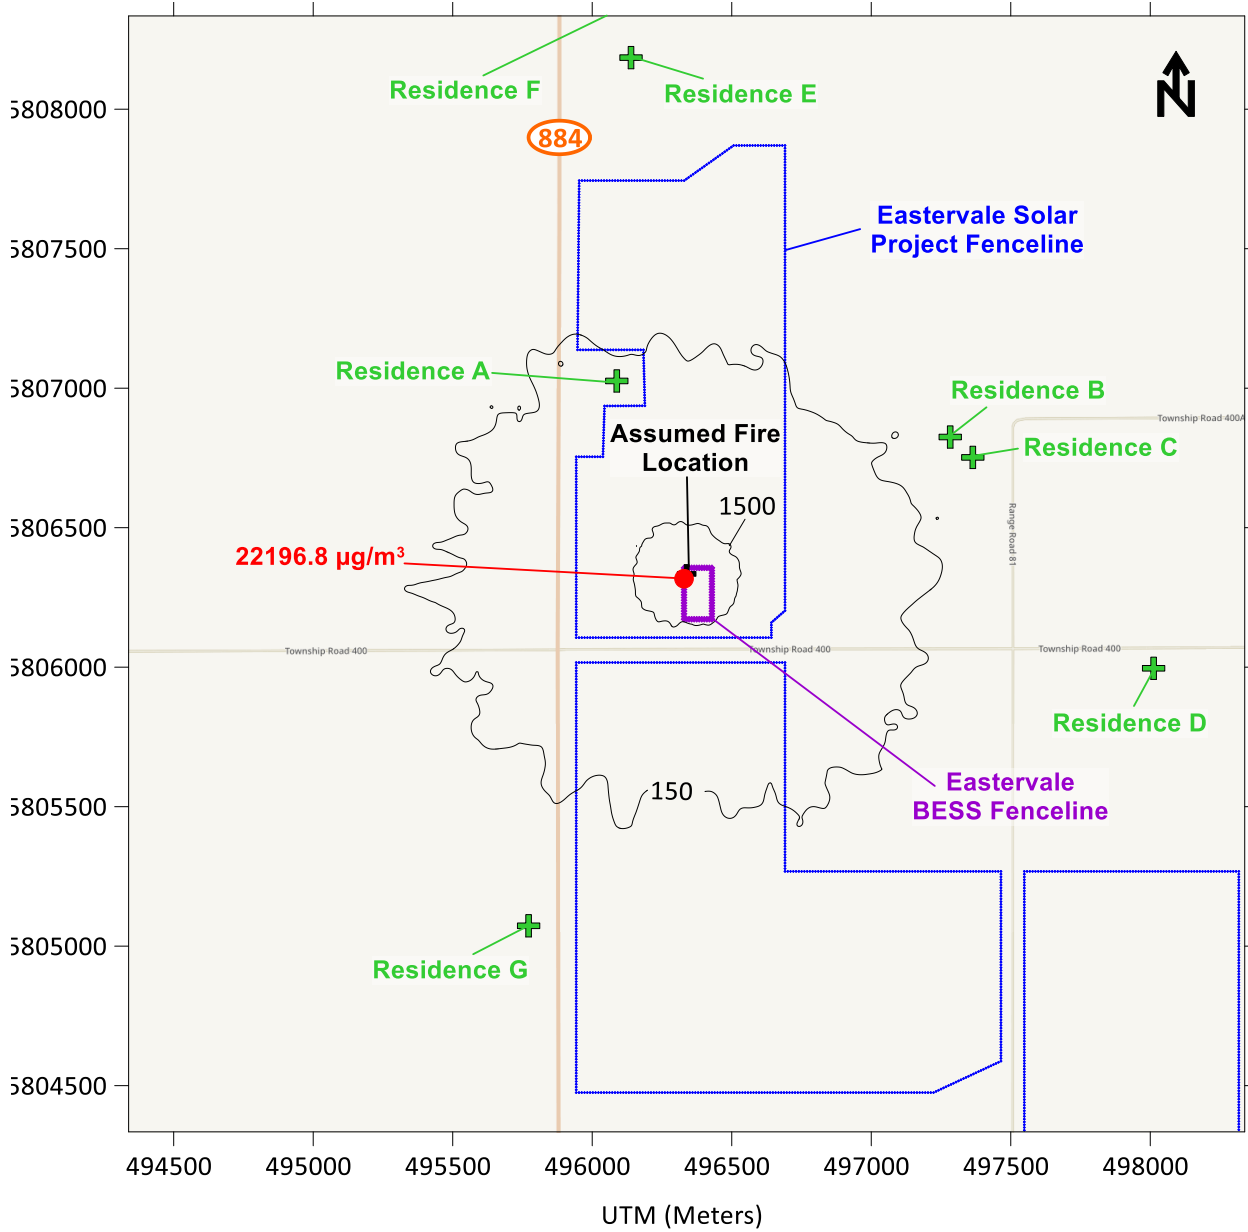 Residence F
Residence E
5808000
884
Eastervale Solar
Project Fenceline
5807500
Residence A
5807000
Residence B
Township Road 400A
Assumed Fire
Location
Residence C
1500
5806500
Range Road 81
22196.8 µg/m³
5806000
Township Road 400
Township Road 400
Township Road 400
Residence D
Eastervale
BESS Fenceline
150
5805500
5805000
Residence G
5804500
494500 495000 495500 496000 496500 497000 497500 498000
UTM (Meters)
N